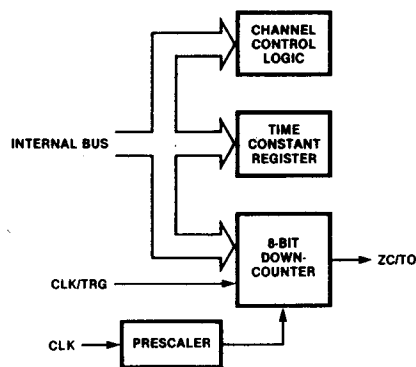 CHANNEL
CONTROL
LOGIC
INTERNAL BUS
TIME
CONSTANT
REGISTER
8-BIT
DOWN-
COUNTER
ZC/TO
CLK/TRG
CLK
PRESCALER